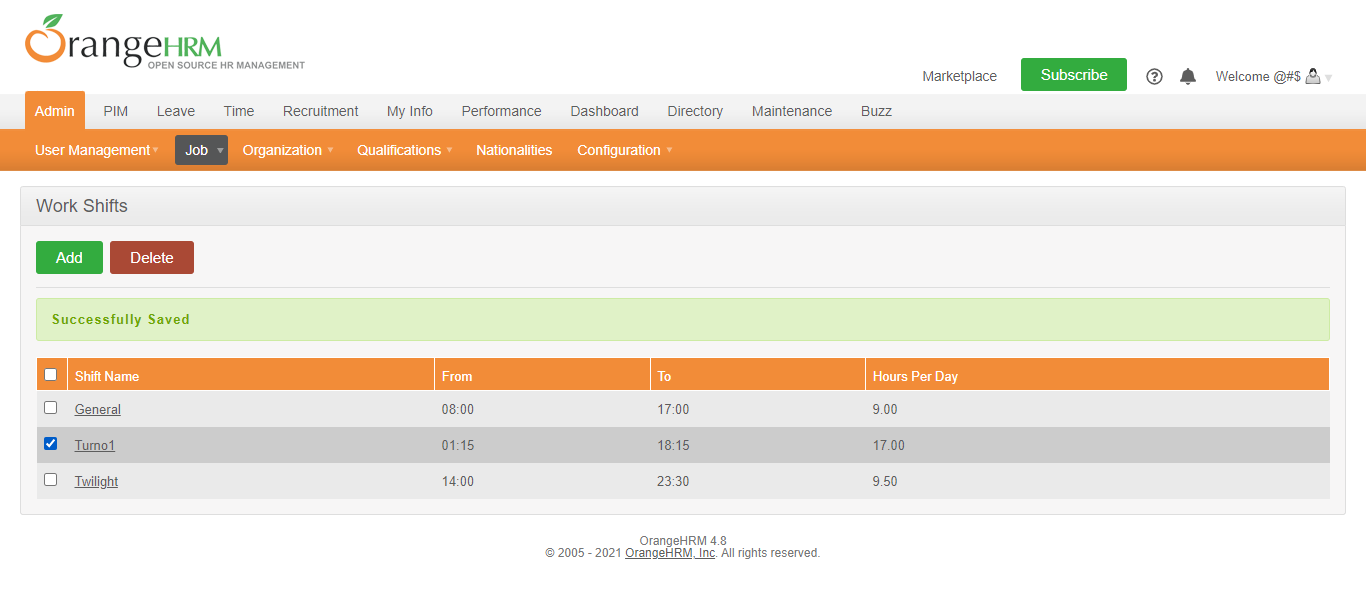 OrangeHRM
OPEN SOURCE HR MANAGEMENT
Marketplace Subscribe ? Welcome @#$
Admin PIM Leave Time Recruitment My Info Performance Dashboard Directory Maintenance Buzz
User Management Job Organization Qualifications Nationalities Configuration
Work Shifts
Add Delete
Successfully Saved
Shift Name From To Hours Per Day
General 08:00 17:00 9.00
Turno1 01:15 18:15 17.00
Twilight 14:00 23:30 9.50
OrangeHRM 4.8
© 2005 - 2021 OrangeHRM, Inc. All rights reserved.